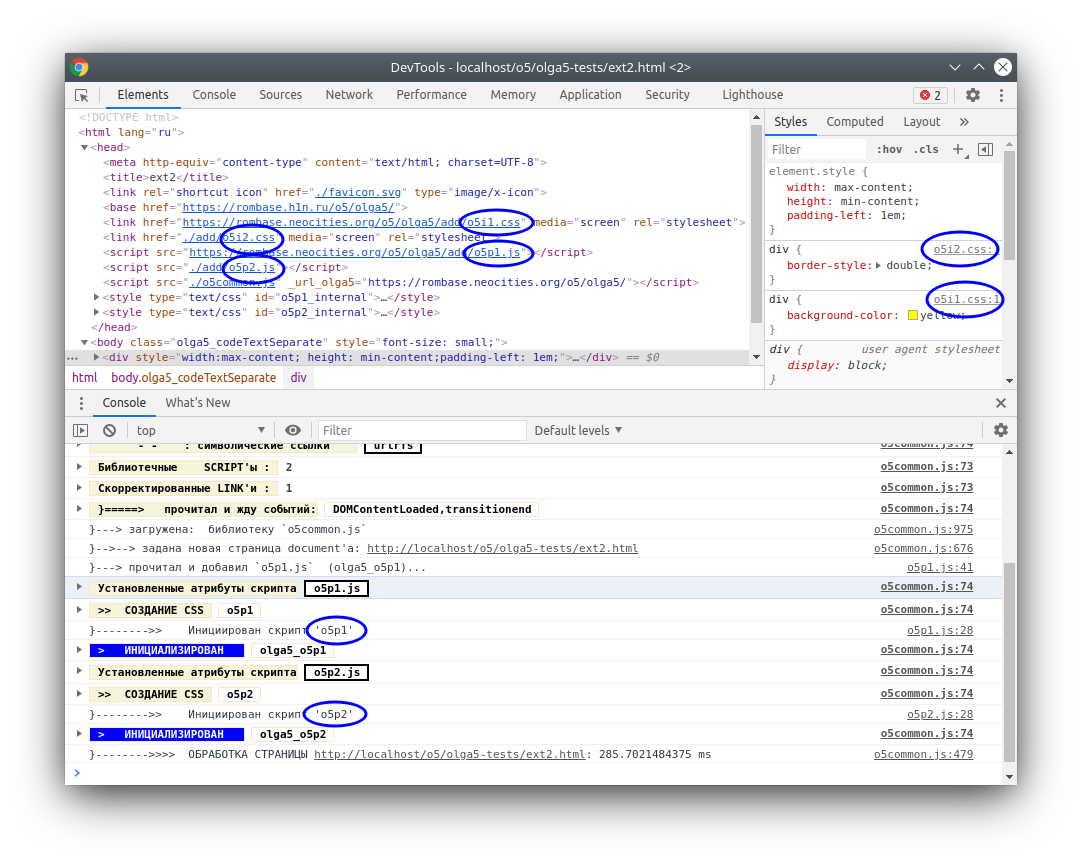 DevTools - localhost/o5/olga5-tests/ext2.html <2>
Elements Console Sources Network Performance Memory Application Security Lighthouse 2
<!DOCTYPE html>
<html lang="ru">
<head>
<meta http-equiv="content-type" content="text/html; charset=UTF-8">
<title>ext2</title>
<link rel="shortcut icon" href="./favicon.svg" type="image/x-icon">
<base href="https://rombase.h1n.ru/o5/olga5/">
<link href="https://rombase.neocities.org/o5/olga5/add/o5i1.css" media="screen" rel="stylesheet">
<link href="./add/o5i2.css" media="screen" rel="stylesheet
<script src="https://rombase.neocities.org/o5/olga5/add/o5p1.js"></script>
<script src="./add/o5p2.js"></script>
<script src="./o5common.js" _url_olga5="https://rombase.neocities.org/o5/olga5/"></script>
<style type="text/css" id="o5p1_internal">…</style>
<style type="text/css" id="o5p2_internal">…</style>
</head>
<body class="olga5_codeTextSeparate" style="font-size: small;">
<div style="width:max-content; height: min-content;padding-left: 1em;">…</div> == $0
html body.olga5_codeTextSeparate div
Styles Computed Layout »
Filter :hov .cls +
element.style {
width: max-content;
height: min-content;
padding-left: 1em;
}
div { o5i2.css:1
border-style: double;
}
div { o5i1.css:1
background-color: yellow;
}
div { user agent stylesheet
display: block;
}
Console What's New
top Filter Default levels
- - : символические ссылки urlrfs o5common.js:74
Библиотечные SCRIPT'ы : 2 o5common.js:73
Скорректированные LINK'и : 1 o5common.js:73
}=====> прочитал и жду событий: DOMContentLoaded,transitionend o5common.js:74
}---> загружена: библиотеку `o5common.js` o5common.js:975
}-->--> задана новая страница document'а: http://localhost/o5/olga5-tests/ext2.html o5common.js:676
}---> прочитал и добавил `o5p1.js` (olga5_o5p1)... o5p1.js:41
Установленные атрибуты скрипта o5p1.js o5common.js:74
>> СОЗДАНИЕ CSS o5p1 o5common.js:74
}-------->> Инициирован скрипт 'o5p1' o5p1.js:28
> ИНИЦИАЛИЗИРОВАН olga5_o5p1 o5common.js:74
Установленные атрибуты скрипта o5p2.js o5common.js:74
>> СОЗДАНИЕ CSS o5p2 o5common.js:74
}-------->> Инициирован скрипт 'o5p2' o5p2.js:28
> ИНИЦИАЛИЗИРОВАН olga5_o5p2 o5common.js:74
}-------->>>> ОБРАБОТКА СТРАНИЦЫ http://localhost/o5/olga5-tests/ext2.html: 285.7021484375 ms o5common.js:479
>